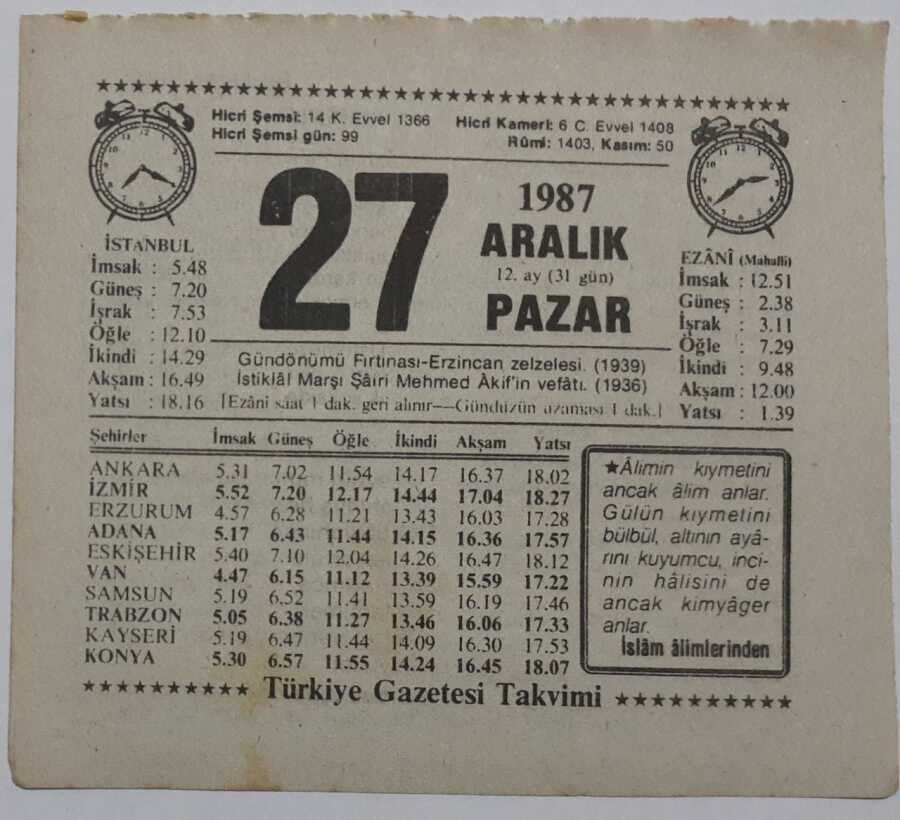 Hicri Şemsi: 14 K. Evvel 1366
Hicri Şemsi gün: 99
Hicri Kameri: 6 C. Evvel 1408
Rûmi: 1403, Kasım: 50
27
1987
ARALIK
12. ay (31 gün)
PAZAR
İSTANBUL
İmsak : 5.48
Güneş : 7.20
İşrak : 7.53
Öğle : 12.10
İkindi : 14.29
Akşam : 16.49
Yatsı : 18.16
EZÂNÎ (Mahalli)
İmsak : 12.51
Güneş : 2.38
İşrak : 3.11
Öğle : 7.29
İkindi : 9.48
Akşam : 12.00
Yatsı : 1.39
Gündönümü Fırtınası-Erzincan zelzelesi. (1939)
İstiklâl Marşı Şâiri Mehmed Âkif'in vefâtı. (1936)
[Ezânî sâat 1 dak. geri alınır--Gündüzün uzaması 1 dak.]
Şehirler İmsak Güneş Öğle İkindi Akşam Yatsı
ANKARA 5.31 7.02 11.54 14.17 16.37 18.02
İZMİR 5.52 7.20 12.17 14.44 17.04 18.27
ERZURUM 4.57 6.28 11.21 13.43 16.03 17.28
ADANA 5.17 6.43 11.44 14.15 16.36 17.57
ESKİŞEHİR 5.40 7.10 12.04 14.26 16.47 18.12
VAN 4.47 6.15 11.12 13.39 15.59 17.22
SAMSUN 5.19 6.52 11.41 13.59 16.19 17.46
TRABZON 5.05 6.38 11.27 13.46 16.06 17.33
KAYSERİ 5.19 6.47 11.44 14.09 16.30 17.53
KONYA 5.30 6.57 11.55 14.24 16.45 18.07
★Âlimin kıymetini
ancak âlim anlar.
Gülün kıymetini
bülbül, altının ayâ-
rını kuyumcu, inci-
nin hâlisini de
ancak kimyâger
anlar.
İslâm âlimlerinden
Türkiye Gazetesi Takvimi